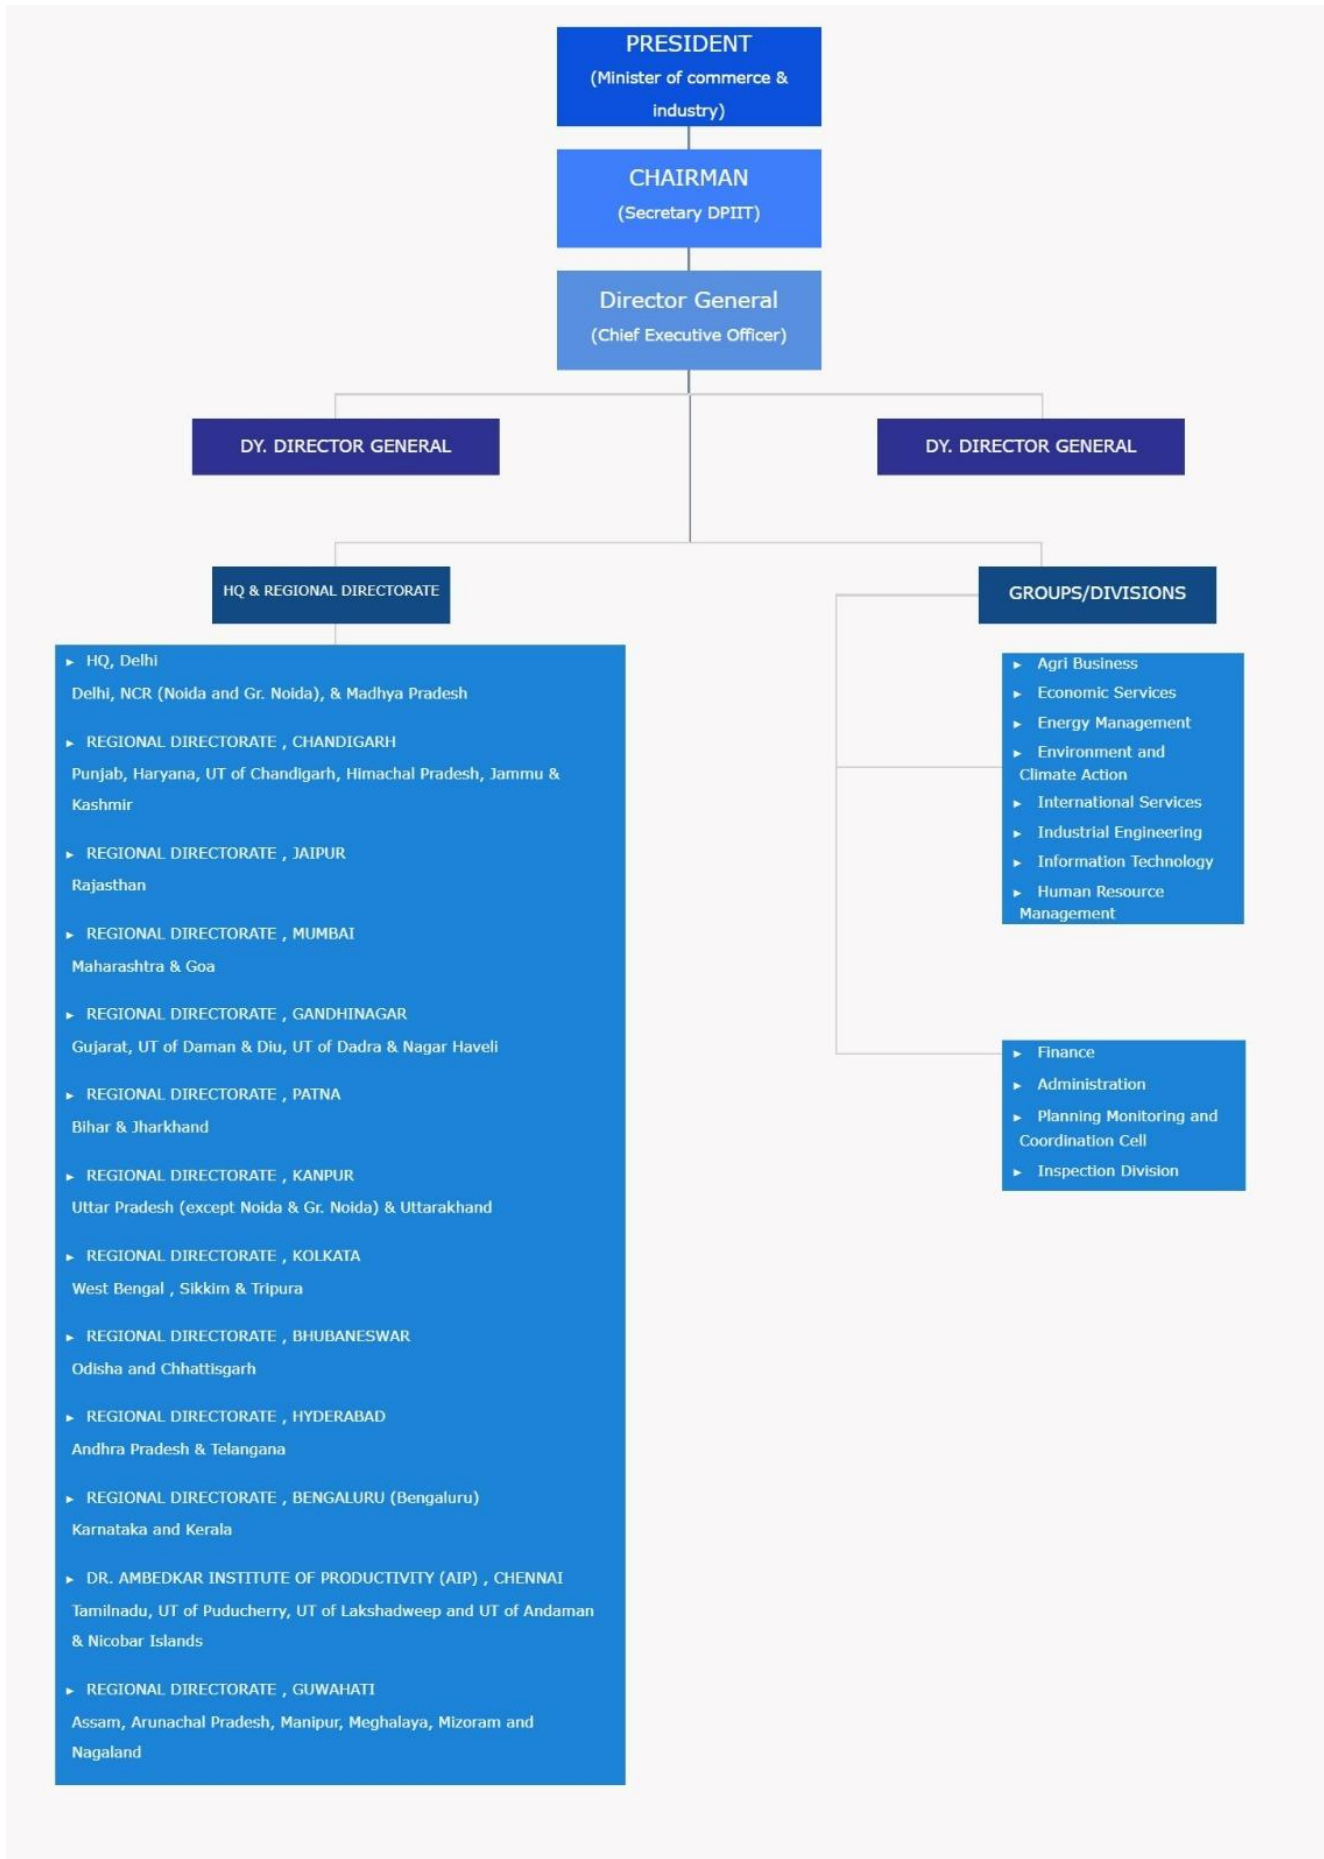 PRESIDENT
(Minister of commerce &
industry)
CHAIRMAN
(Secretary DPIIT)
Director General
(Chief Executive Officer)
DY. DIRECTOR GENERAL
DY. DIRECTOR GENERAL
HQ & REGIONAL DIRECTORATE
► HQ, Delhi
Delhi, NCR (Noida and Gr. Noida), & Madhya Pradesh
► REGIONAL DIRECTORATE , CHANDIGARH
Punjab, Haryana, UT of Chandigarh, Himachal Pradesh, Jammu &
Kashmir
► REGIONAL DIRECTORATE , JAIPUR
Rajasthan
► REGIONAL DIRECTORATE , MUMBAI
Maharashtra & Goa
► REGIONAL DIRECTORATE , GANDHINAGAR
Gujarat, UT of Daman & Diu, UT of Dadra & Nagar Haveli
► REGIONAL DIRECTORATE , PATNA
Bihar & Jharkhand
► REGIONAL DIRECTORATE , KANPUR
Uttar Pradesh (except Noida & Gr. Noida) & Uttarakhand
► REGIONAL DIRECTORATE , KOLKATA
West Bengal , Sikkim & Tripura
► REGIONAL DIRECTORATE , BHUBANESWAR
Odisha and Chhattisgarh
► REGIONAL DIRECTORATE , HYDERABAD
Andhra Pradesh & Telangana
► REGIONAL DIRECTORATE , BENGALURU (Bengaluru)
Karnataka and Kerala
► DR. AMBEDKAR INSTITUTE OF PRODUCTIVITY (AIP) , CHENNAI
Tamilnadu, UT of Puducherry, UT of Lakshadweep and UT of Andaman
& Nicobar Islands
► REGIONAL DIRECTORATE , GUWAHATI
Assam, Arunachal Pradesh, Manipur, Meghalaya, Mizoram and
Nagaland
GROUPS/DIVISIONS
► Agri Business
► Economic Services
► Energy Management
► Environment and
Climate Action
► International Services
► Industrial Engineering
► Information Technology
► Human Resource
Management
► Finance
► Administration
► Planning Monitoring and
Coordination Cell
► Inspection Division